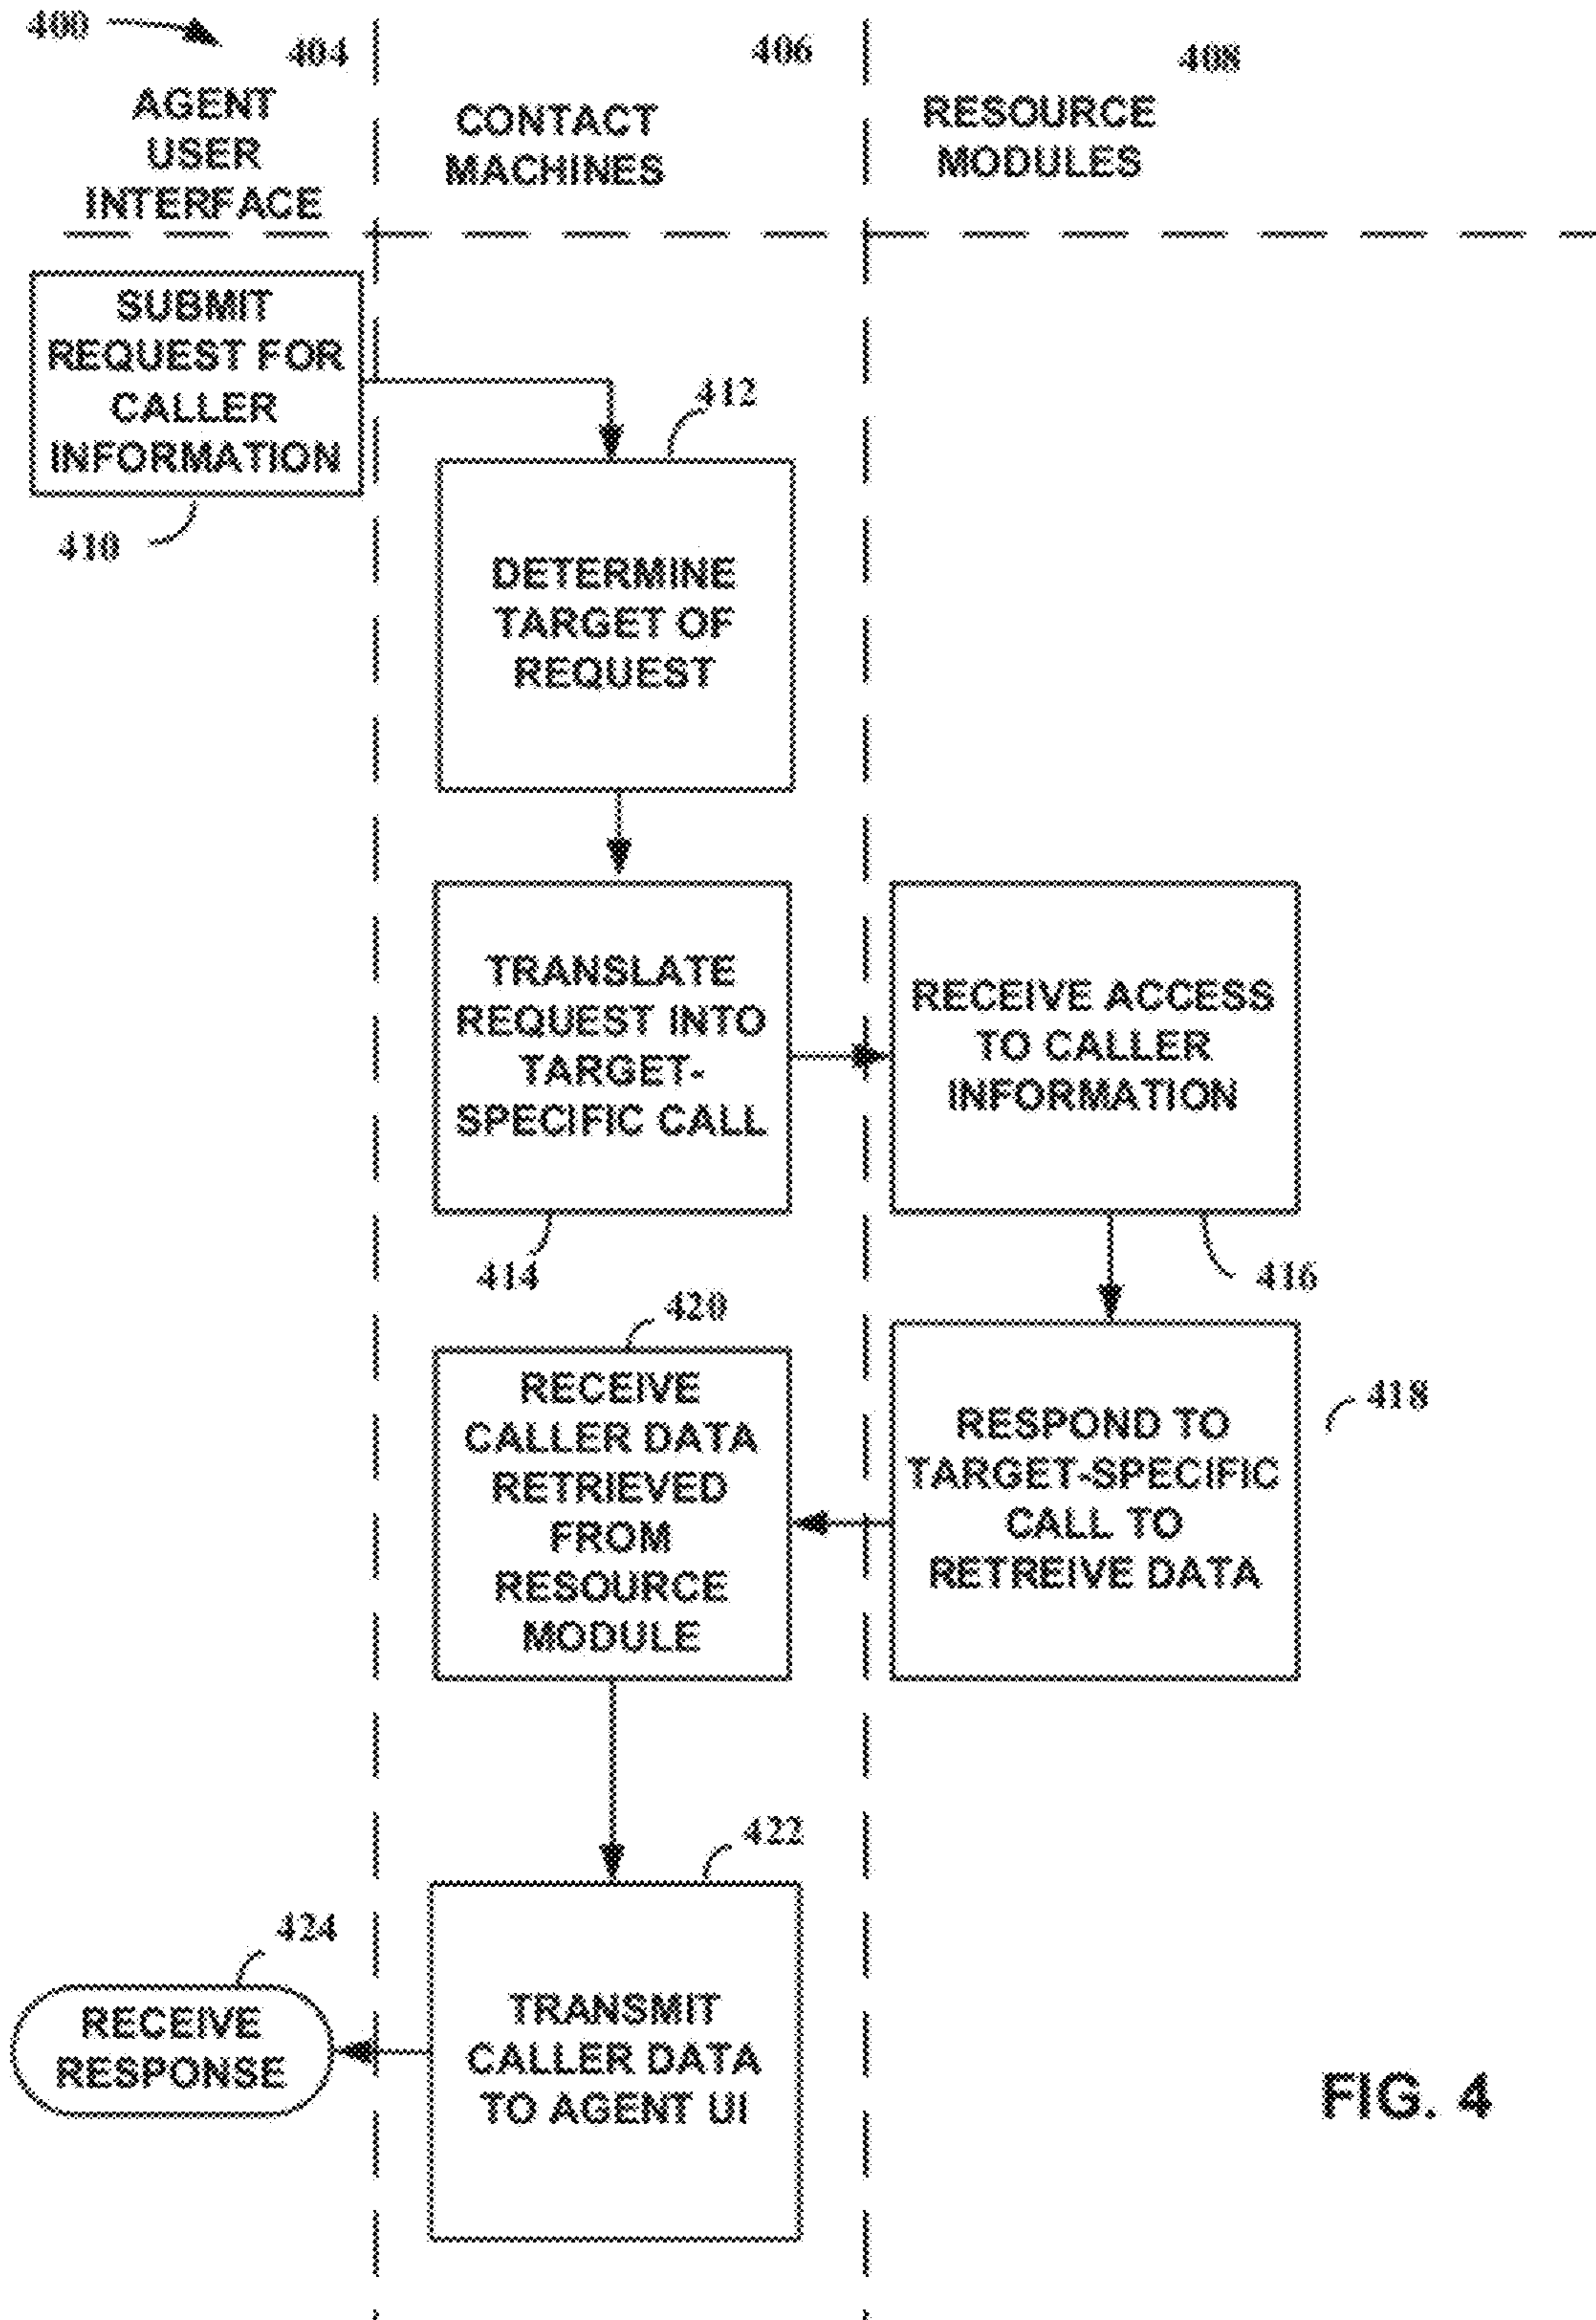 400
404
AGENT
USER
INTERFACE
406
CONTACT
MACHINES
408
RESOURCE
MODULES
SUBMIT
REQUEST FOR
CALLER
INFORMATION
410
412
DETERMINE
TARGET OF
REQUEST
TRANSLATE
REQUEST INTO
TARGET-
SPECIFIC CALL
414
RECEIVE ACCESS
TO CALLER
INFORMATION
416
420
RECEIVE
CALLER DATA
RETRIEVED
FROM
RESOURCE
MODULE
418
RESPOND TO
TARGET-SPECIFIC
CALL TO
RETREIVE DATA
422
TRANSMIT
CALLER DATA
TO AGENT UI
424
RECEIVE
RESPONSE
FIG. 4